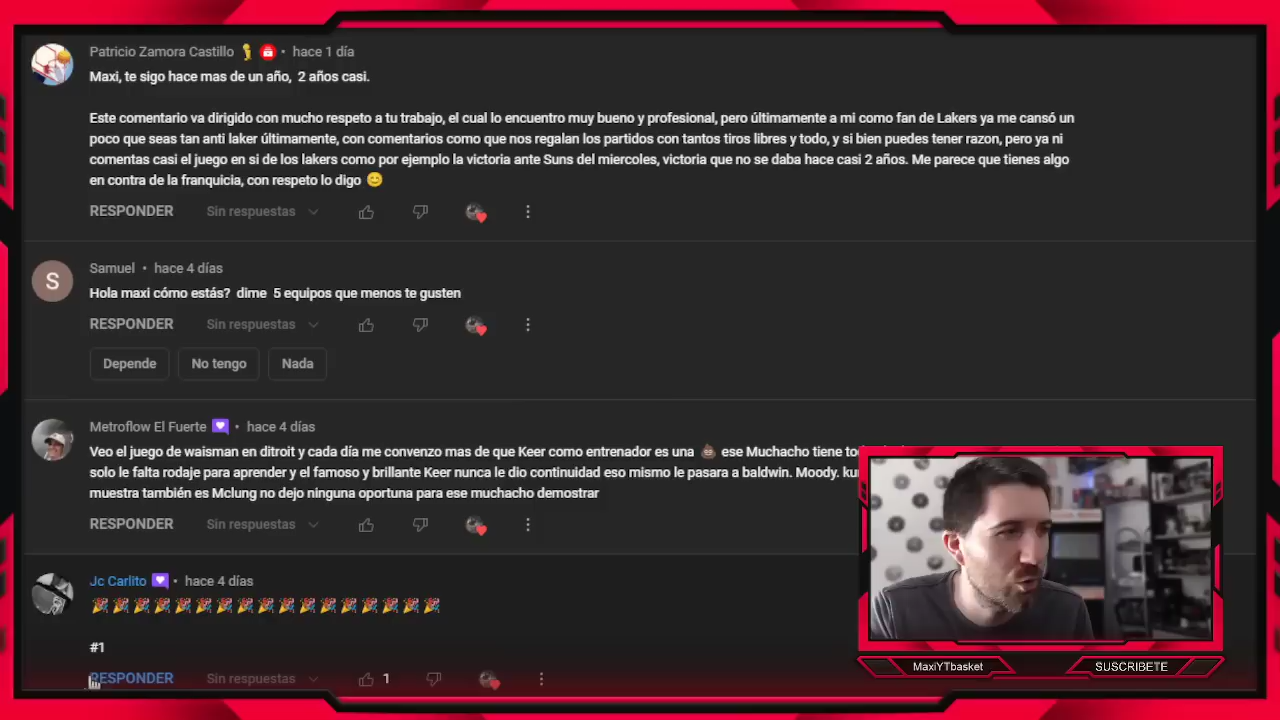 Patricio Zamora Castillo • hace 1 día
Maxi, te sigo hace mas de un año, 2 años casi.
Este comentario va dirigido con mucho respeto a tu trabajo, el cual lo encuentro muy bueno y profesional, pero últimamente a mi como fan de Lakers ya me cansó un
poco que seas tan anti laker últimamente, con comentarios como que nos regalan los partidos con tantos tiros libres y todo, y si bien puedes tener razon, pero ya ni
comentas casi el juego en si de los lakers como por ejemplo la victoria ante Suns del miercoles, victoria que no se daba hace casi 2 años. Me parece que tienes algo
en contra de la franquicia, con respeto lo digo 😊
RESPONDER Sin respuestas
S
Samuel • hace 4 días
Hola maxi cómo estás? dime 5 equipos que menos te gusten
RESPONDER Sin respuestas
Depende No tengo Nada
Metroflow El Fuerte • hace 4 días
Veo el juego de waisman en ditroit y cada día me convenzo mas de que Keer como entrenador es una 💩 ese Muchacho tiene
solo le falta rodaje para aprender y el famoso y brillante Keer nunca le dio continuidad eso mismo le pasara a baldwin. Moody.
muestra también es Mclung no dejo ninguna oportuna para ese muchacho demostrar
RESPONDER Sin respuestas
Jc Carlito • hace 4 días
🎉🎉🎉🎉🎉🎉🎉🎉🎉🎉🎉🎉🎉🎉🎉🎉🎉
#1
RESPONDER Sin respuestas 1
MaxiYTbasket SUSCRIBETE